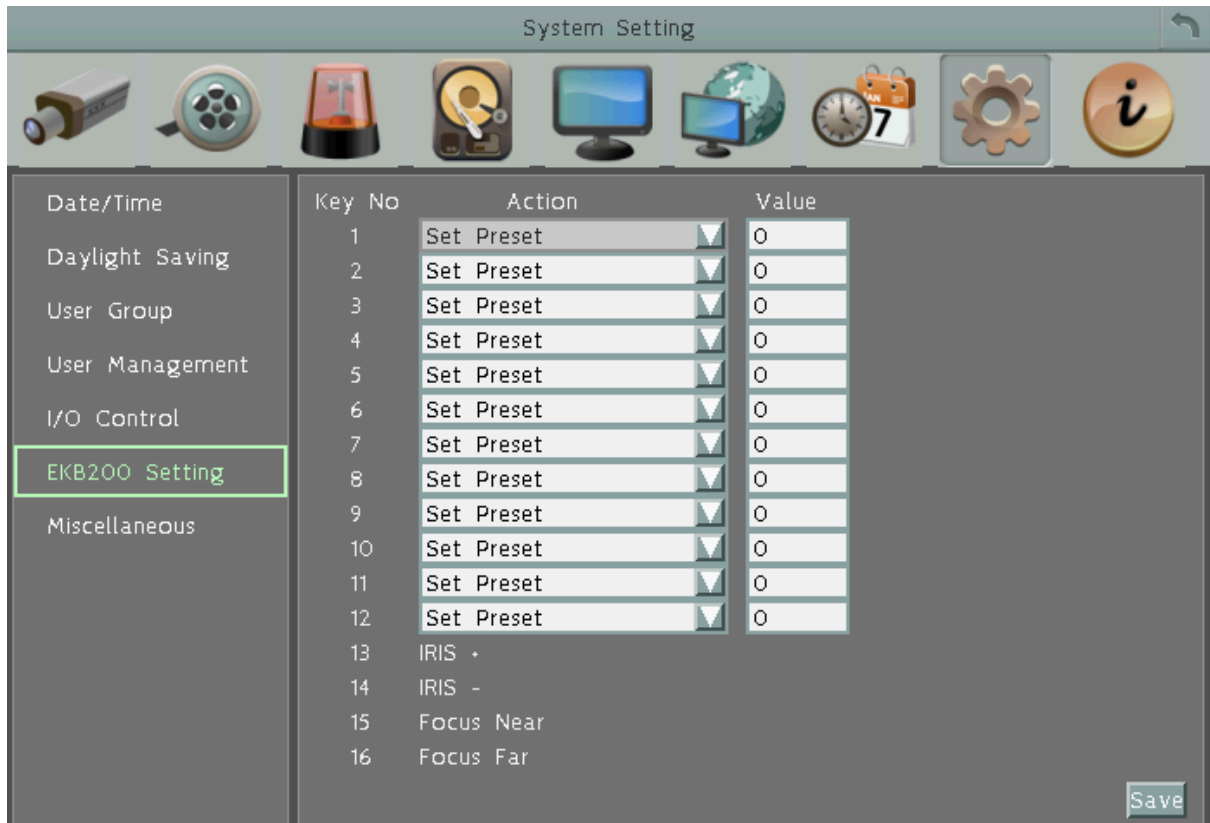 System Setting
JAN
7
i
Date/Time
Daylight Saving
User Group
User Management
I/O Control
EKB200 Setting
Miscellaneous
Key No Action Value
1 Set Preset 0
2 Set Preset 0
3 Set Preset 0
4 Set Preset 0
5 Set Preset 0
6 Set Preset 0
7 Set Preset 0
8 Set Preset 0
9 Set Preset 0
10 Set Preset 0
11 Set Preset 0
12 Set Preset 0
13 IRIS +
14 IRIS -
15 Focus Near
16 Focus Far
Save